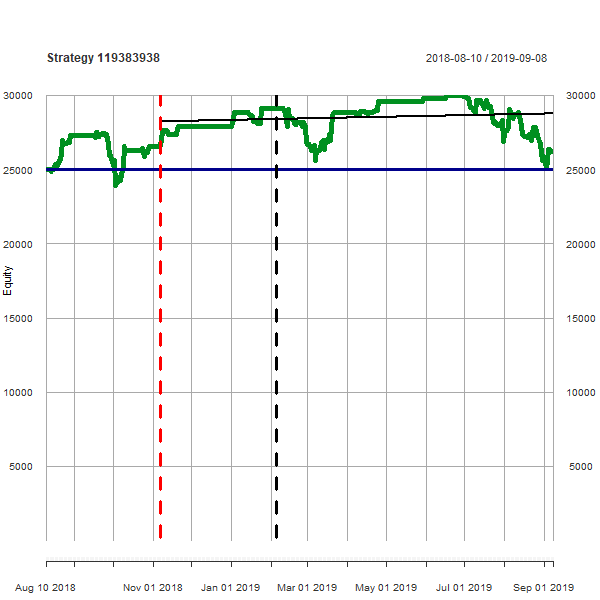 Strategy 119383938
2018-08-10 / 2019-09-08
30000
30000
25000
25000
20000
20000
15000
15000
10000
10000
5000
5000
Equity
Aug 10 2018
Nov 01 2018
Jan 01 2019
Mar 01 2019
May 01 2019
Jul 01 2019
Sep 01 2019